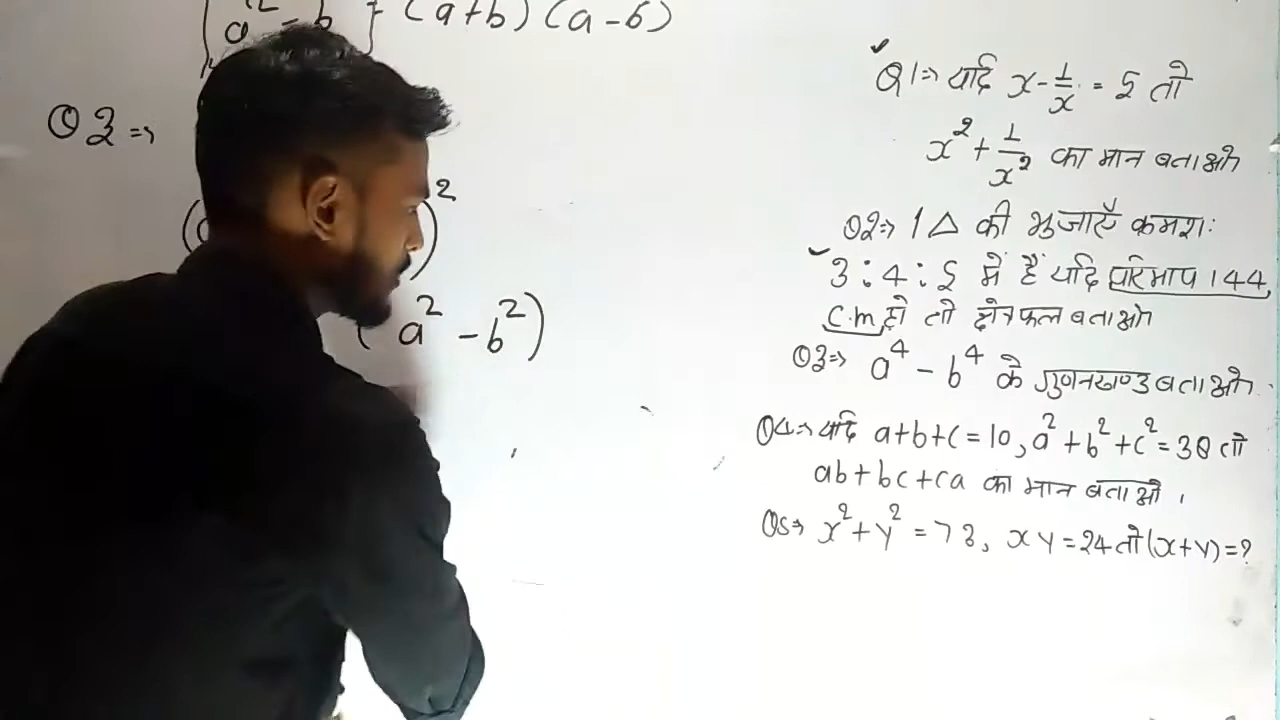 a² - b² = (a+b) (a-b)
Q3⇒
)²
(a² - b²)
Q1⇒ यदि x - 1/x = 5 तो
x² + 1/x² का मान बताओ
Q2⇒ 1 △ की भुजाएँ क्रमशः
3 : 4 : 5 में हैं यदि परिमाप 144
c.m हो तो क्षेत्रफल बताओ
Q3⇒ a⁴ - b⁴ के गुणनखण्ड बताओ
Q4⇒ यदि a+b+c = 10, a² + b² + c² = 38 तो
ab+bc+ca का मान बताओ ।
Q5⇒ x² + y² = 73, xy = 24 तो (x+y) = ?